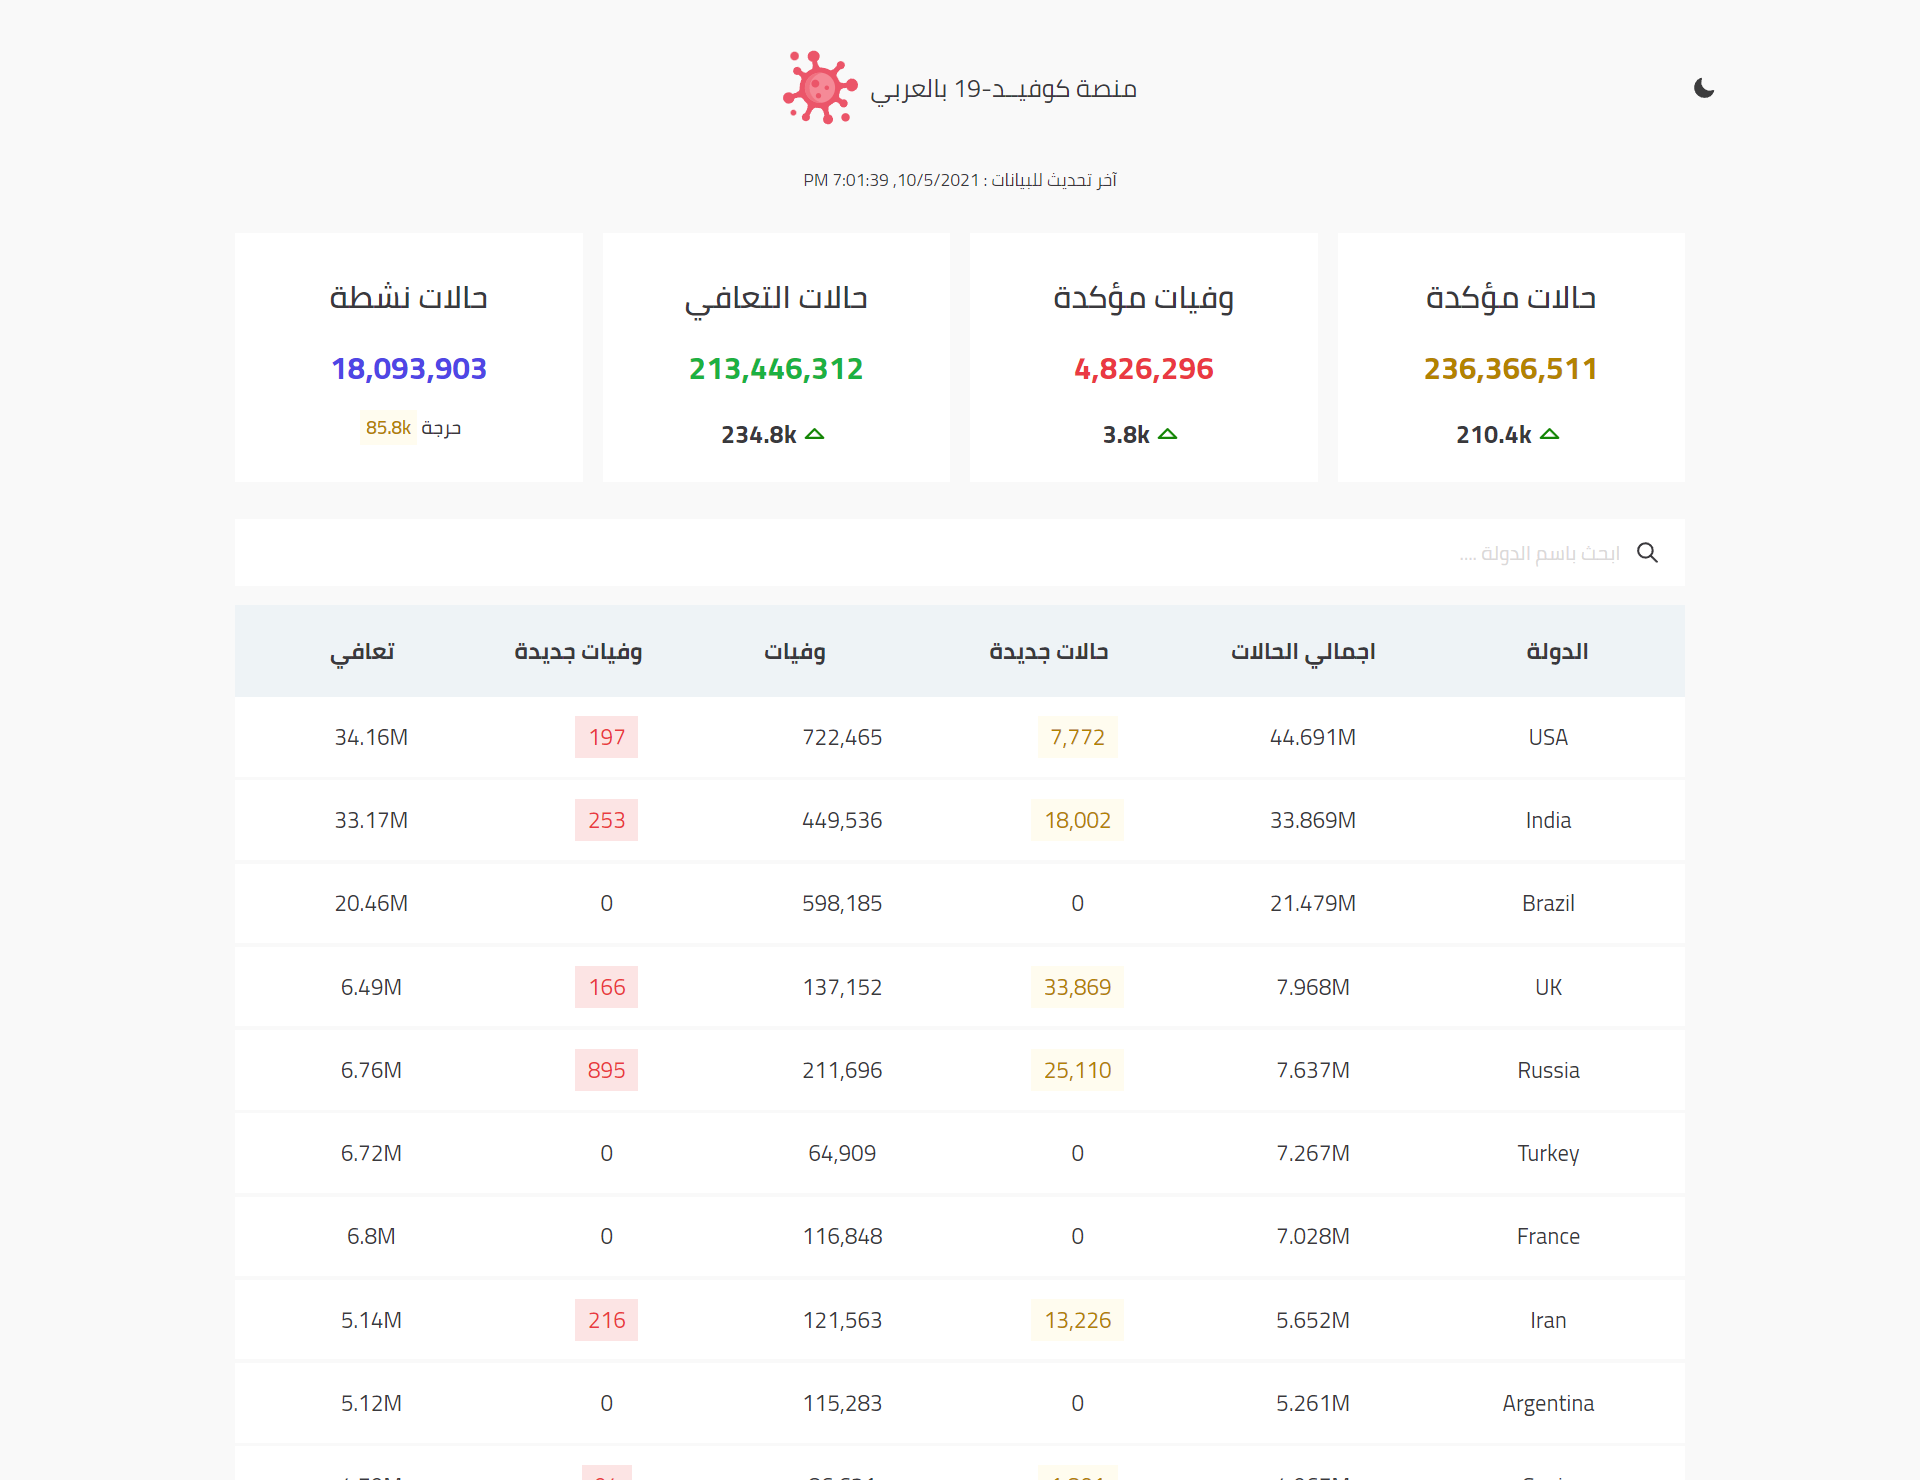 منصة كوفيــد-19 بالعربي
آخر تحديث للبيانات : 10/5/2021, 7:01:39 PM
حالات مؤكدة
236,366,511
210.4k
وفيات مؤكدة
4,826,296
3.8k
حالات التعافي
213,446,312
234.8k
حالات نشطة
18,093,903
حرجة 85.8k
ابحث باسم الدولة ....
الدولة اجمالي الحالات حالات جديدة وفيات وفيات جديدة تعافي
USA 44.691M 7,772 722,465 197 34.16M
India 33.869M 18,002 449,536 253 33.17M
Brazil 21.479M 0 598,185 0 20.46M
UK 7.968M 33,869 137,152 166 6.49M
Russia 7.637M 25,110 211,696 895 6.76M
Turkey 7.267M 0 64,909 0 6.72M
France 7.028M 0 116,848 0 6.8M
Iran 5.652M 13,226 121,563 216 5.14M
Argentina 5.261M 0 115,283 0 5.12M